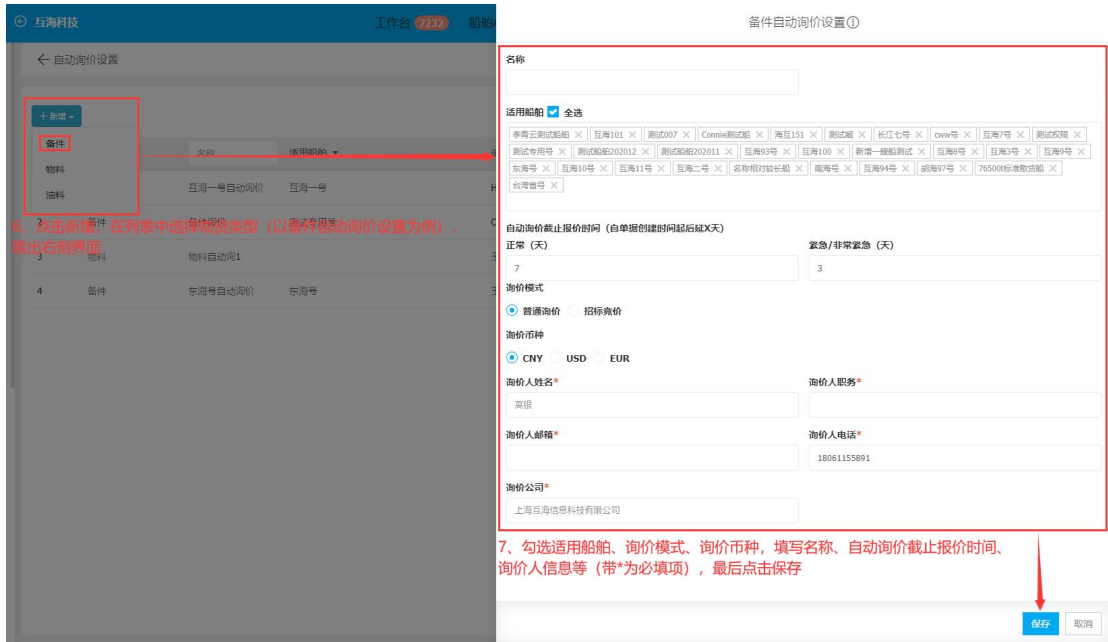 互海科技
工作台 7232 船舶
← 自动询价设置
+ 新增
备件
物料
油料
名称 适用船舶
互海一号自动询价 互海一号
2 备件 备件询价 测试专用号
3 物料 物料自动询1
4 备件 东海号自动询价 东海号
6、点击新增，在列表中选择物资类型（以备件自动询价设置为例），
跳出右侧界面
备件自动询价设置
名称
适用船舶 全选
李青云测试船舶 × 互海101 × 测试007 × Connie测试船 × 海互151 × 测试臧 × 长江七号 × cww号 × 互海7号 × 测试权限 ×
测试专用号 × 测试船舶202012 × 测试船舶202011 × 互海93号 × 互海100 × 新增一艘船测试 × 互海8号 × 互海3号 × 互海9号 ×
东海号 × 互海10号 × 互海11号 × 互海二号 × 名称相对较长船 × 南海号 × 互海94号 × 胡海97号 × 76500t标准散货船 ×
台湾省号 ×
自动询价截止报价时间（自单据创建时间起后延X天）
正常（天） 紧急/非常紧急（天）
7 3
询价模式
普通询价 招标竞价
询价币种
CNY USD EUR
询价人姓名* 询价人职务*
高银
询价人邮箱* 询价人电话*
18061155891
询价公司*
上海互海信息科技有限公司
7、勾选适用船舶、询价模式、询价币种，填写名称、自动询价截止报价时间、
询价人信息等（带*为必填项），最后点击保存
保存 取消